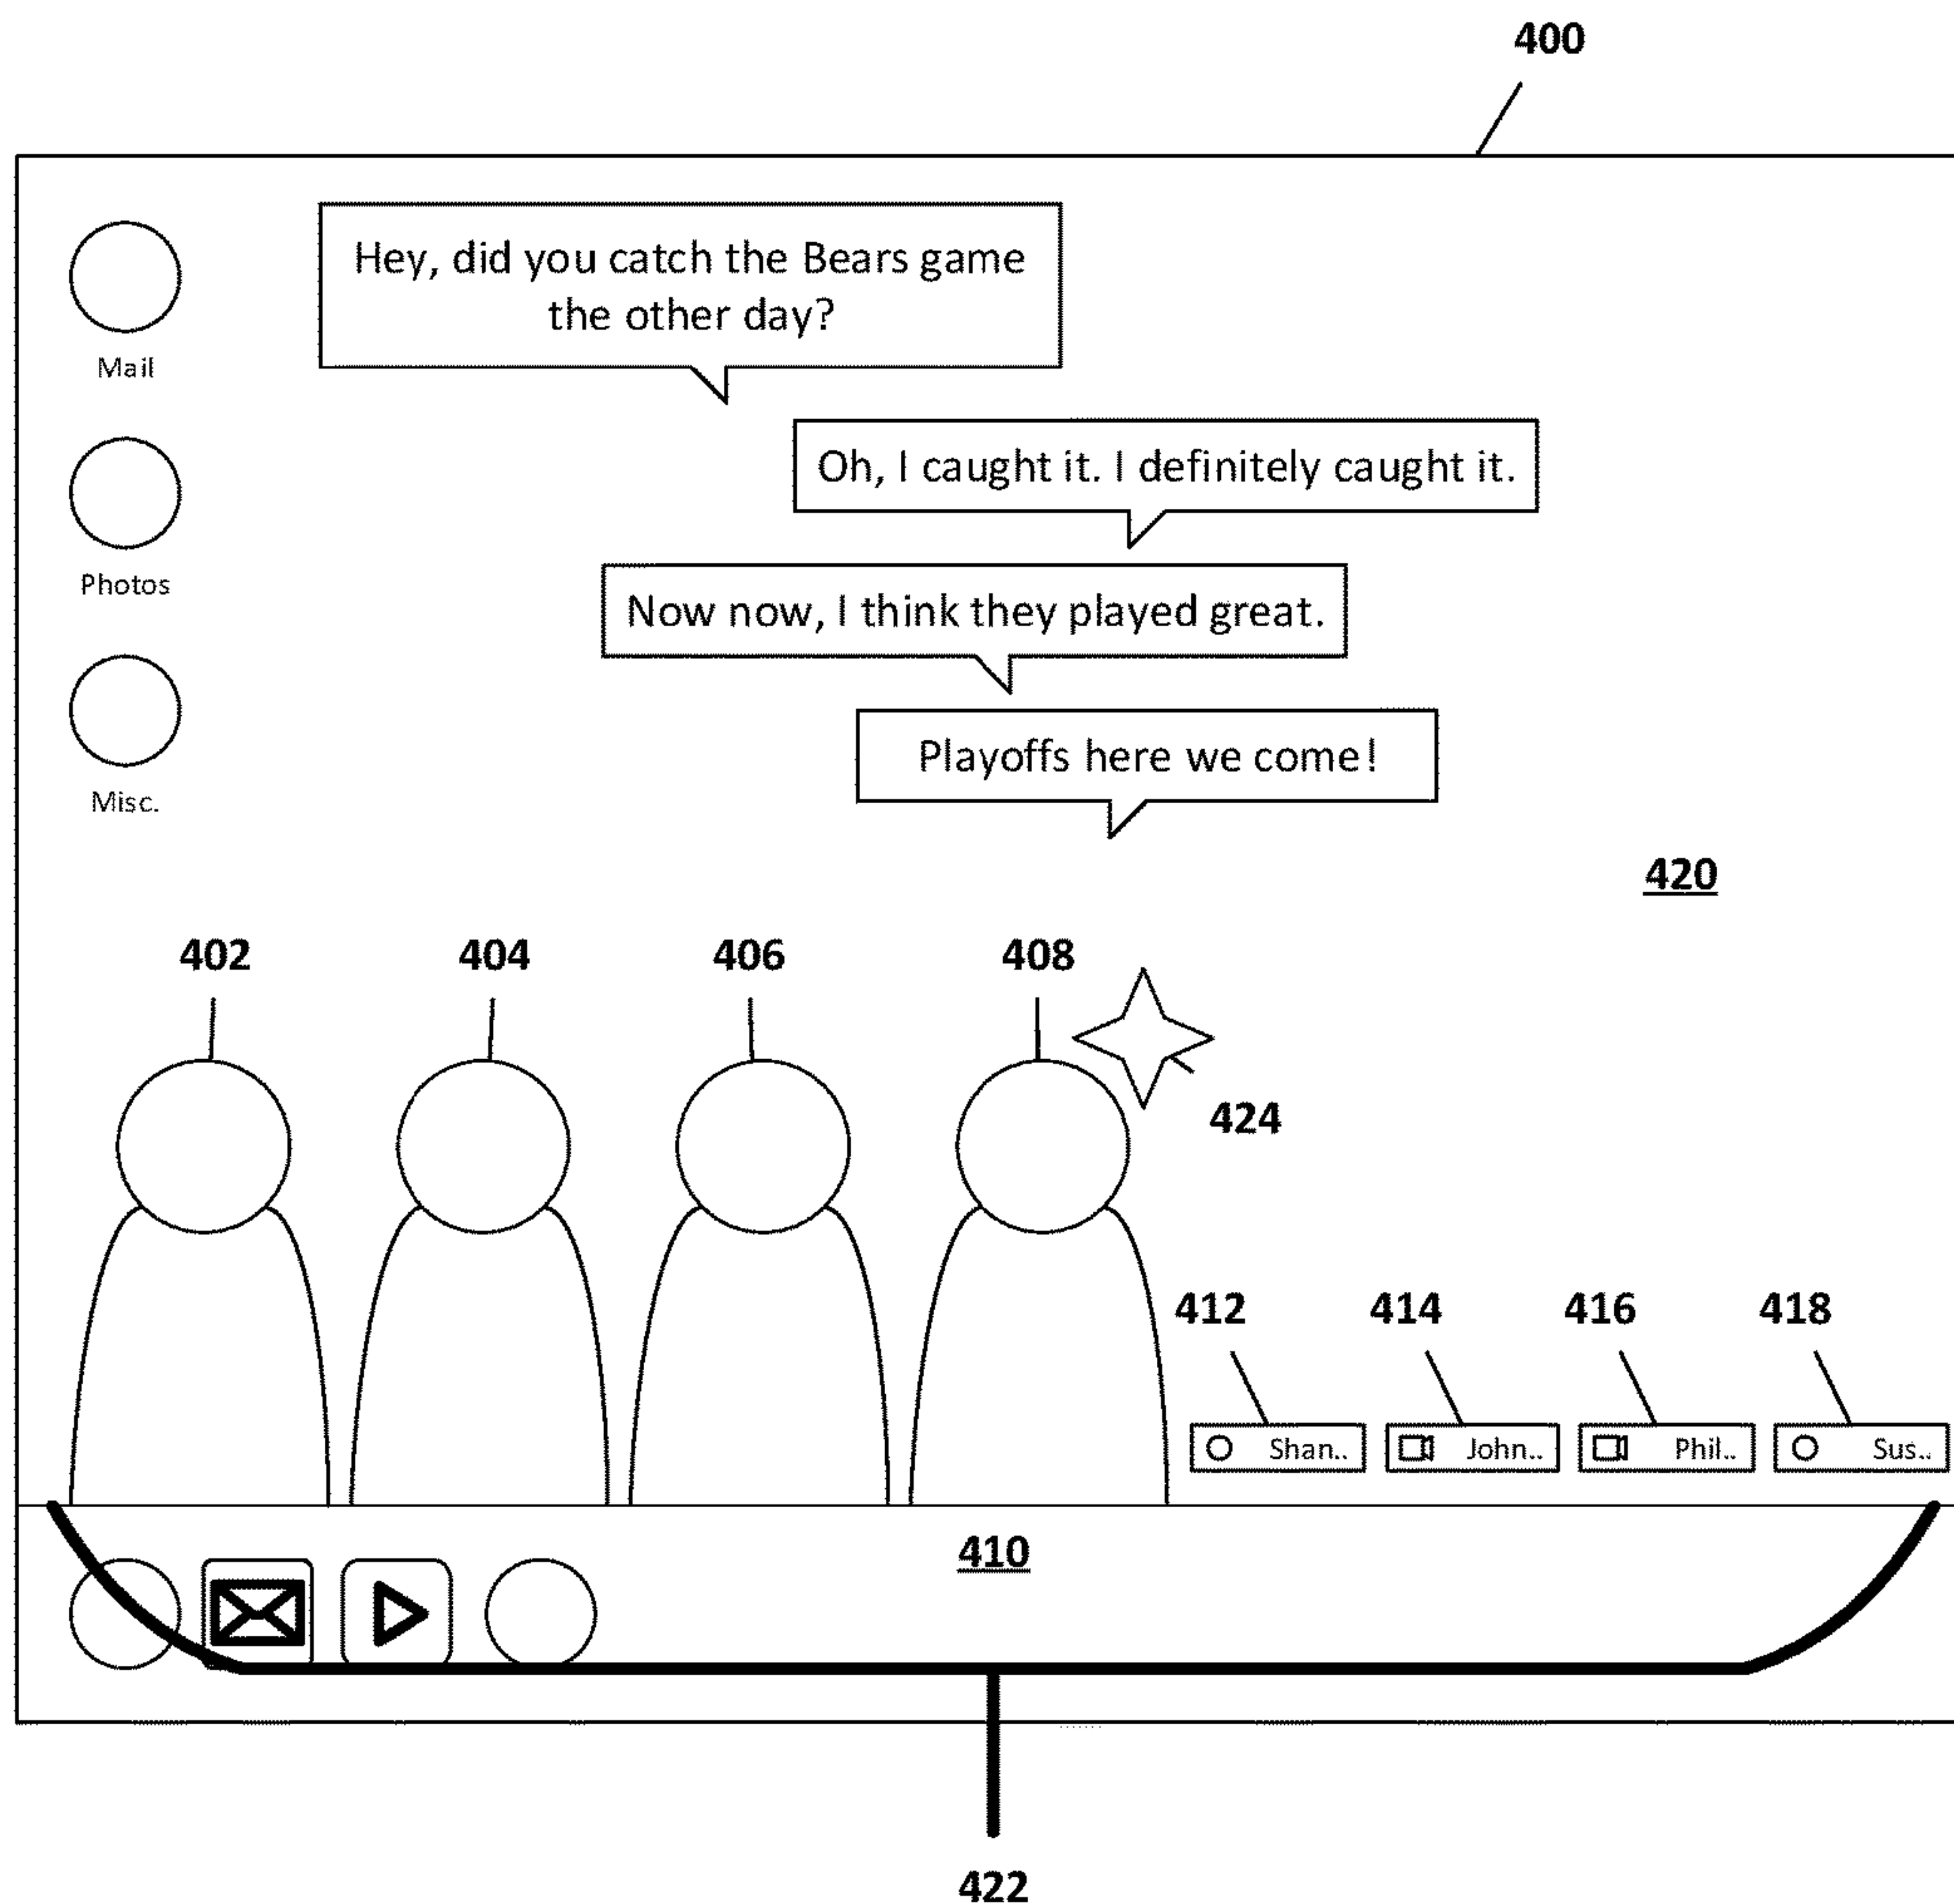 400
Hey, did you catch the Bears game
the other day?
Mail
Oh, I caught it. I definitely caught it.
Photos
Now now, I think they played great.
Playoffs here we come!
Misc.
420
402
404
406
408
424
412
414
416
418
Shan..
John..
Phil..
Sus..
410
422